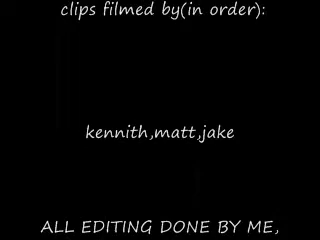 clips filmed by(in order):
kennith,matt,jake
ALL EDITING DONE BY ME,